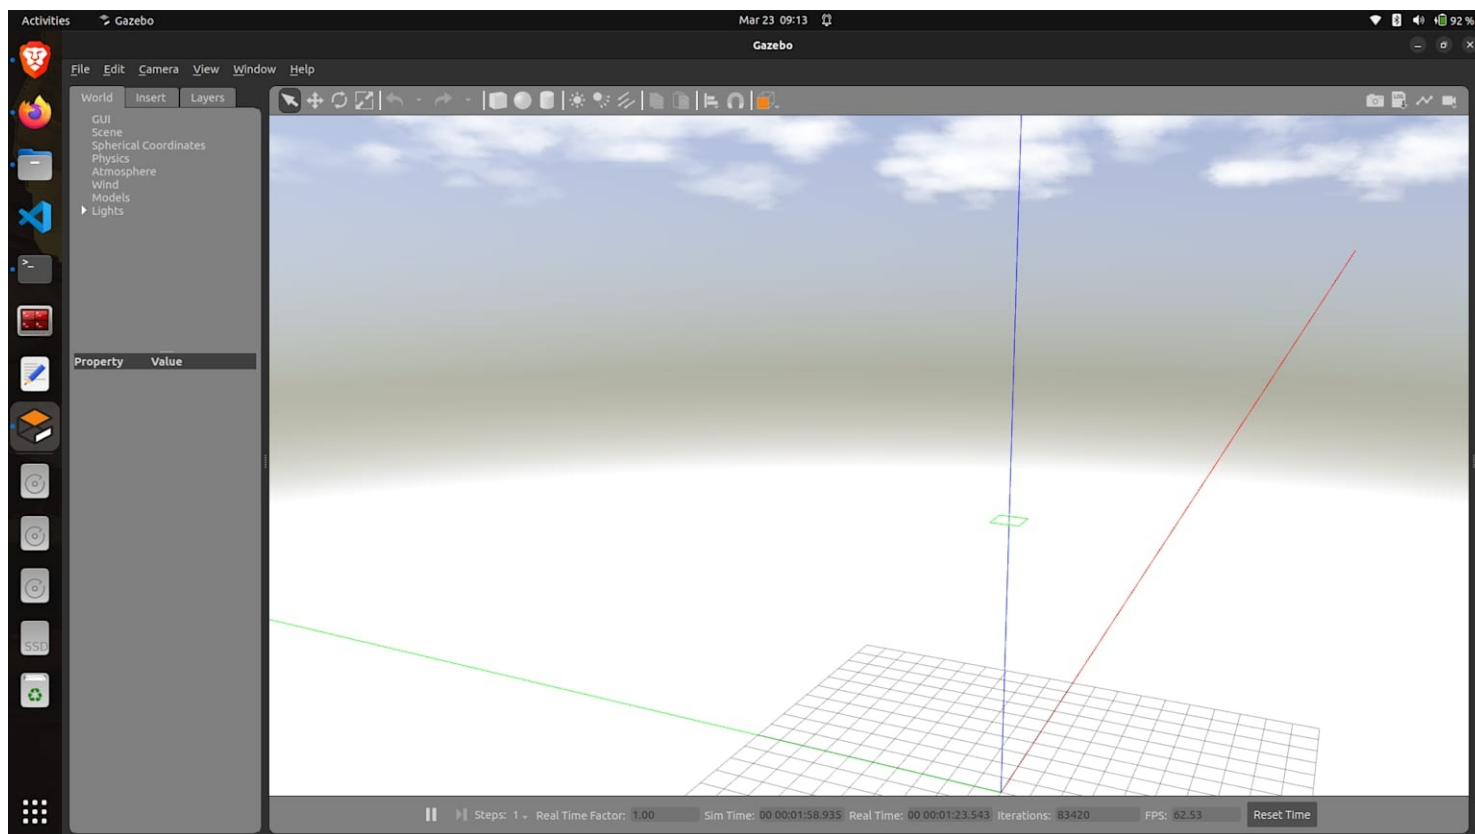 Activities Gazebo Mar 23 09:13 92 %
Gazebo
File Edit Camera View Window Help
World Insert Layers
GUI
Scene
Spherical Coordinates
Physics
Atmosphere
Wind
Models
Lights
Property Value
SSD
Steps: 1 Real Time Factor: 1.00 Sim Time: 00 00:01:58.935 Real Time: 00 00:01:23.543 Iterations: 83420 FPS: 62.53 Reset Time